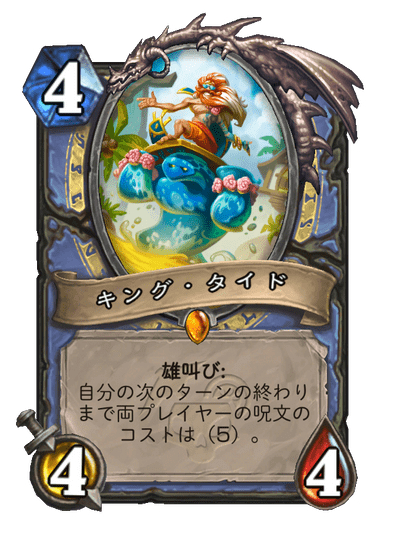 4
キング・タイド
雄叫び:
自分の次のターンの終わり
まで両プレイヤーの呪文の
コストは（5）。
4
4